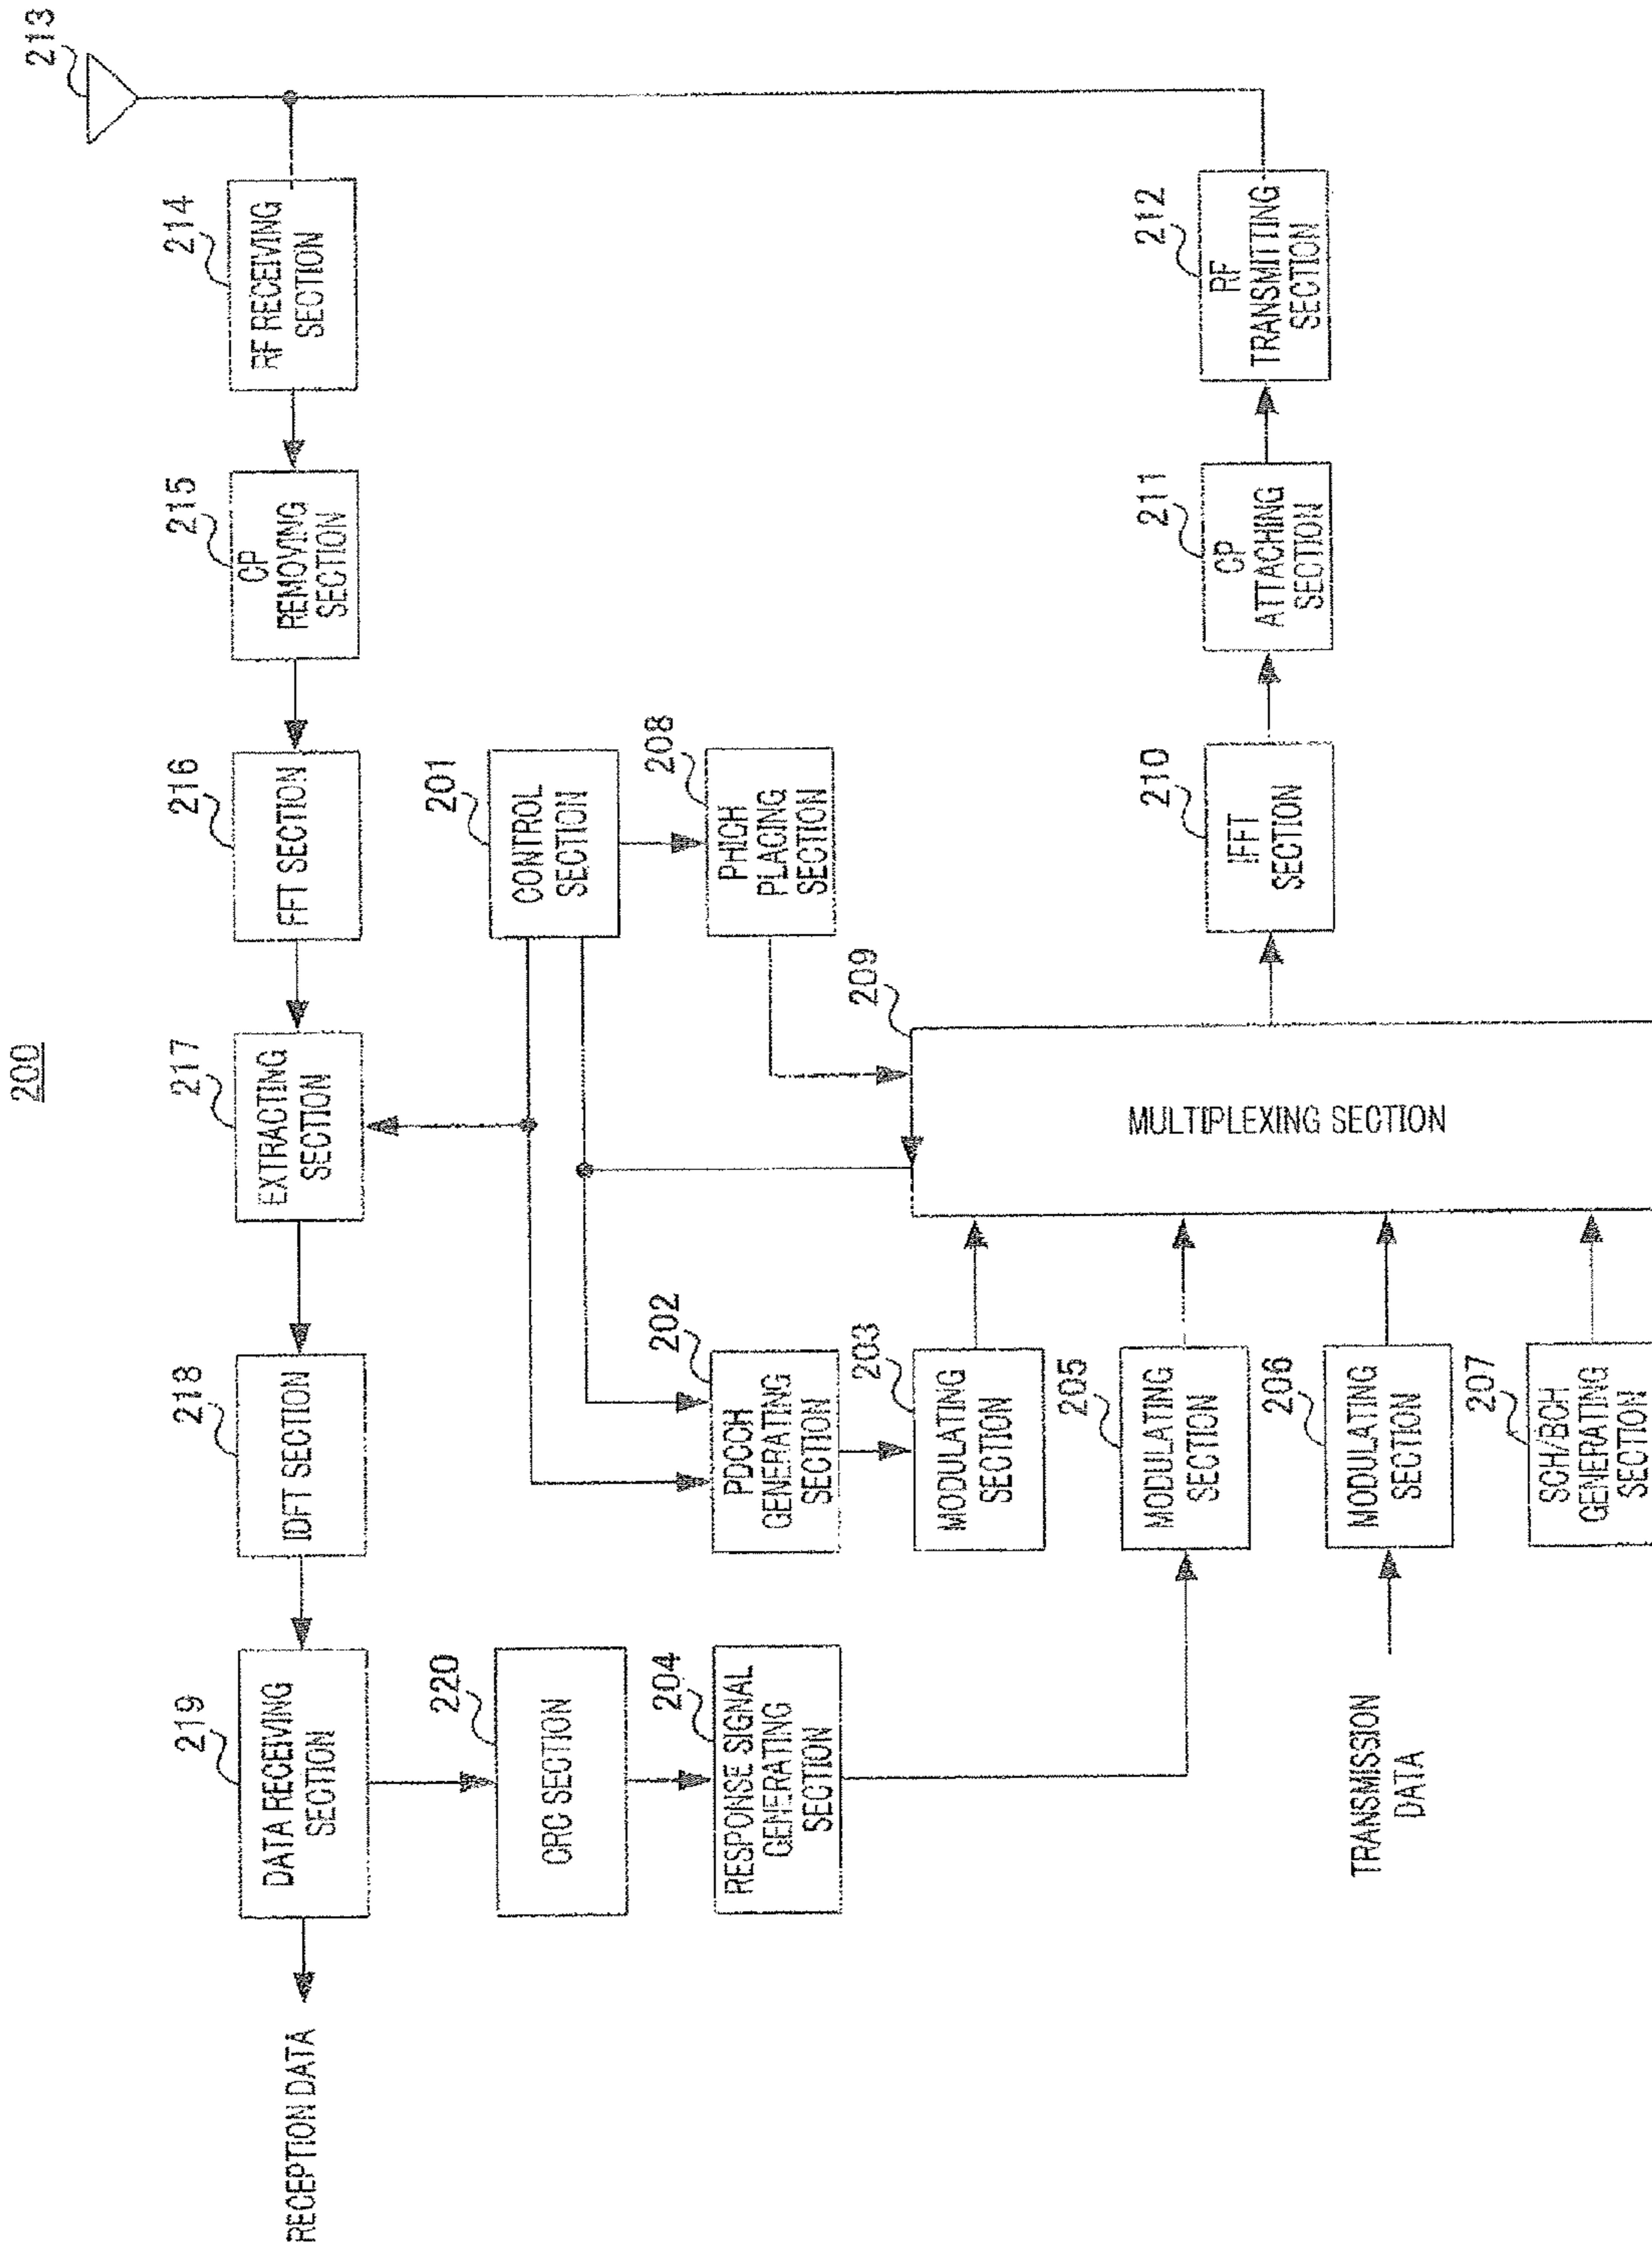 200
213
214
RF RECEIVING
SECTION
215
CP
REMOVING
SECTION
216
FFT SECTION
217
EXTRACTING
SECTION
218
IDFT SECTION
219
DATA RECEIVING
SECTION
RECEPTION DATA
201
CONTROL
SECTION
220
CRC SECTION
208
PHICH
PLACING
SECTION
202
PDCCH
GENERATING
SECTION
204
RESPONSE SIGNAL
GENERATING
SECTION
209
MULTIPLEXING SECTION
203
MODULATING
SECTION
205
MODULATING
SECTION
206
MODULATING
SECTION
207
SCH/BCH
GENERATING
SECTION
TRANSMISSION
DATA
210
IFFT
SECTION
211
CP
ATTACHING
SECTION
212
RF
TRANSMITTING
SECTION